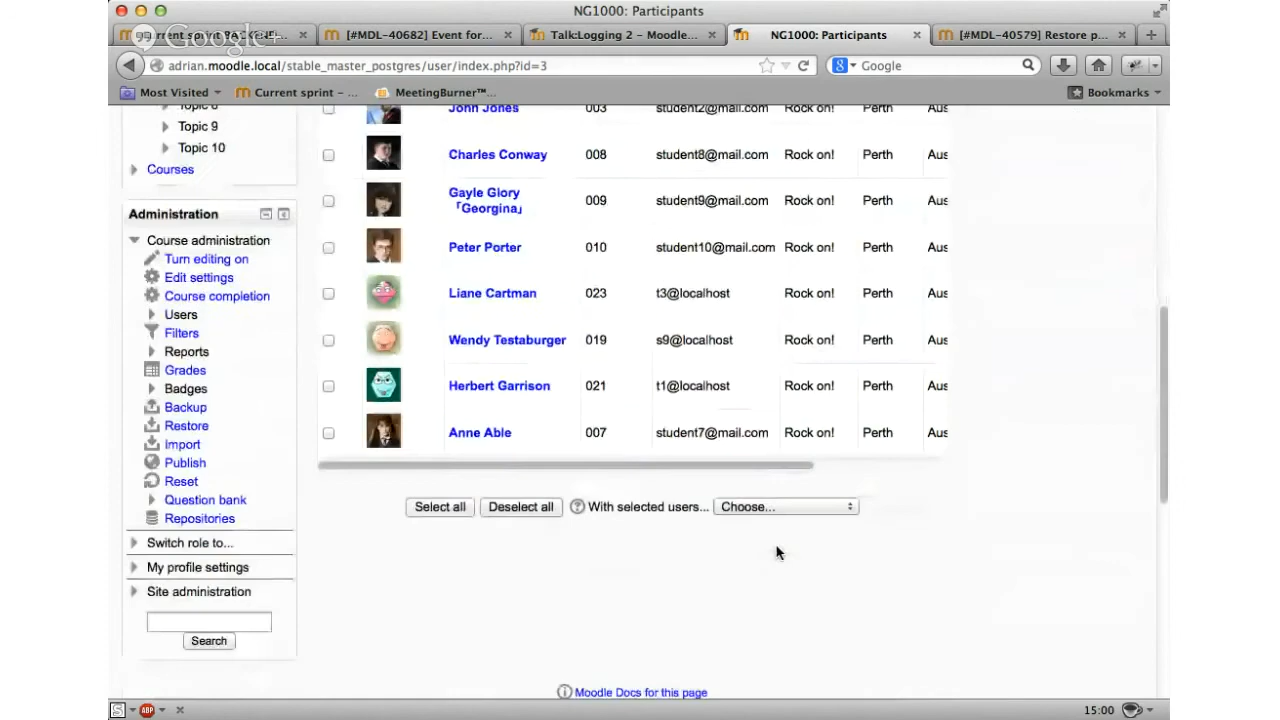 NG1000: Participants
[#MDL-40682] Event for...
Talk:Logging 2 – Moodle...
NG1000: Participants
[#MDL-40579] Restore p...
Google+
adrian.moodle.local/stable_master_postgres/user/index.php?id=3
Google
Most Visited
Current sprint – ...
MeetingBurner™...
Bookmarks
Topic 8
Topic 9
Topic 10
Courses
Administration
Course administration
Turn editing on
Edit settings
Course completion
Users
Filters
Reports
Grades
Badges
Backup
Restore
Import
Publish
Reset
Question bank
Repositories
Switch role to...
My profile settings
Site administration
Search
John Jones 003 student2@mail.com Rock on! Perth Aus
Charles Conway 008 student8@mail.com Rock on! Perth Aus
Gayle Glory 009 student9@mail.com Rock on! Perth Aus
「Georgina」
Peter Porter 010 student10@mail.com Rock on! Perth Aus
Liane Cartman 023 t3@localhost Rock on! Perth Aus
Wendy Testaburger 019 s9@localhost Rock on! Perth Aus
Herbert Garrison 021 t1@localhost Rock on! Perth Aus
Anne Able 007 student7@mail.com Rock on! Perth Aus
Select all
Deselect all
With selected users...
Choose...
Moodle Docs for this page
S
ABP
15:00